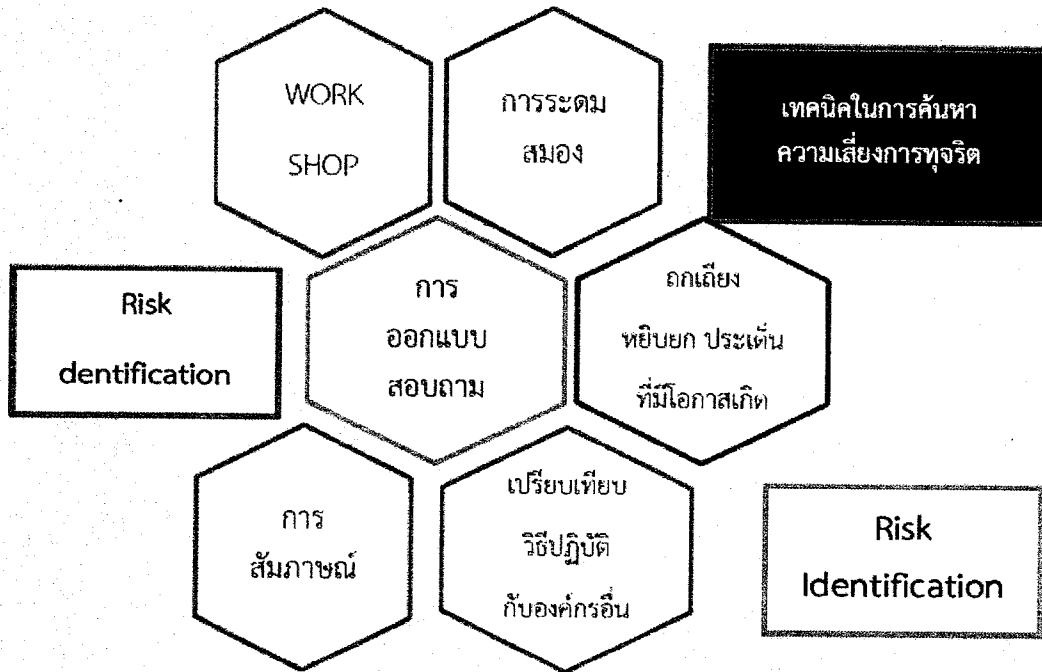 WORK
SHOP
การระดม
สมอง
เทคนิคในการค้นหา
ความเสี่ยงการทุจริต
Risk
dentification
การ
ออกแบบ
สอบถาม
ถกเถียง
หยิบยก ประเด็น
ที่มีโอกาสเกิด
การ
สัมภาษณ์
เปรียบเทียบ
วิธีปฏิบัติ
กับองค์กรอื่น
Risk
Identification